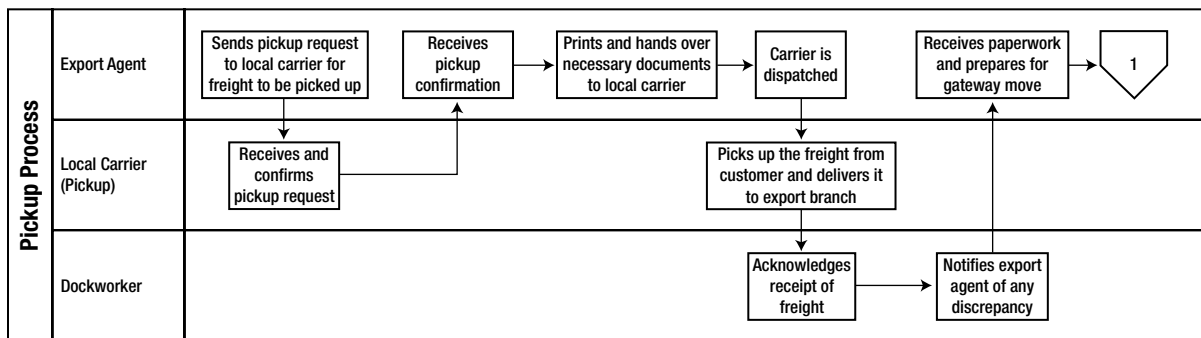 Pickup Process
Export Agent
Sends pickup request
to local carrier for
freight to be picked up
Receives
pickup
confirmation
Prints and hands over
necessary documents
to local carrier
Carrier is
dispatched
Receives paperwork
and prepares for
gateway move
1
Local Carrier
(Pickup)
Receives and
confirms
pickup request
Picks up the freight from
customer and delivers it
to export branch
Dockworker
Acknowledges
receipt of
freight
Notifies export
agent of any
discrepancy